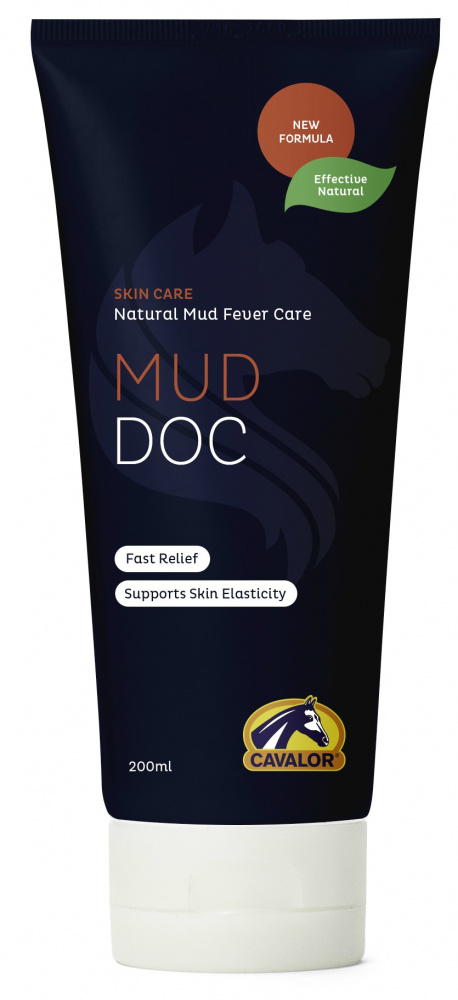 NEW
FORMULA
Effective
Natural
SKIN CARE
Natural Mud Fever Care
MUD
DOC
Fast Relief
Supports Skin Elasticity
CAVALOR®
200ml